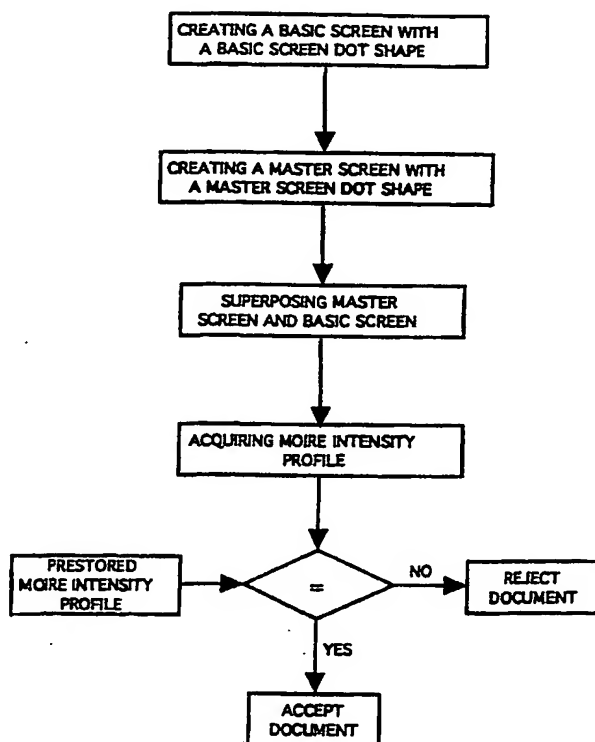 CREATING A BASIC SCREEN WITH
A BASIC SCREEN DOT SHAPE
CREATING A MASTER SCREEN WITH
A MASTER SCREEN DOT SHAPE
SUPERPOSING MASTER
SCREEN AND BASIC SCREEN
ACQUIRING MOIRE INTENSITY
PROFILE
PRESTORED
MOIRE INTENSITY
PROFILE
=
NO
REJECT
DOCUMENT
YES
ACCEPT
DOCUMENT